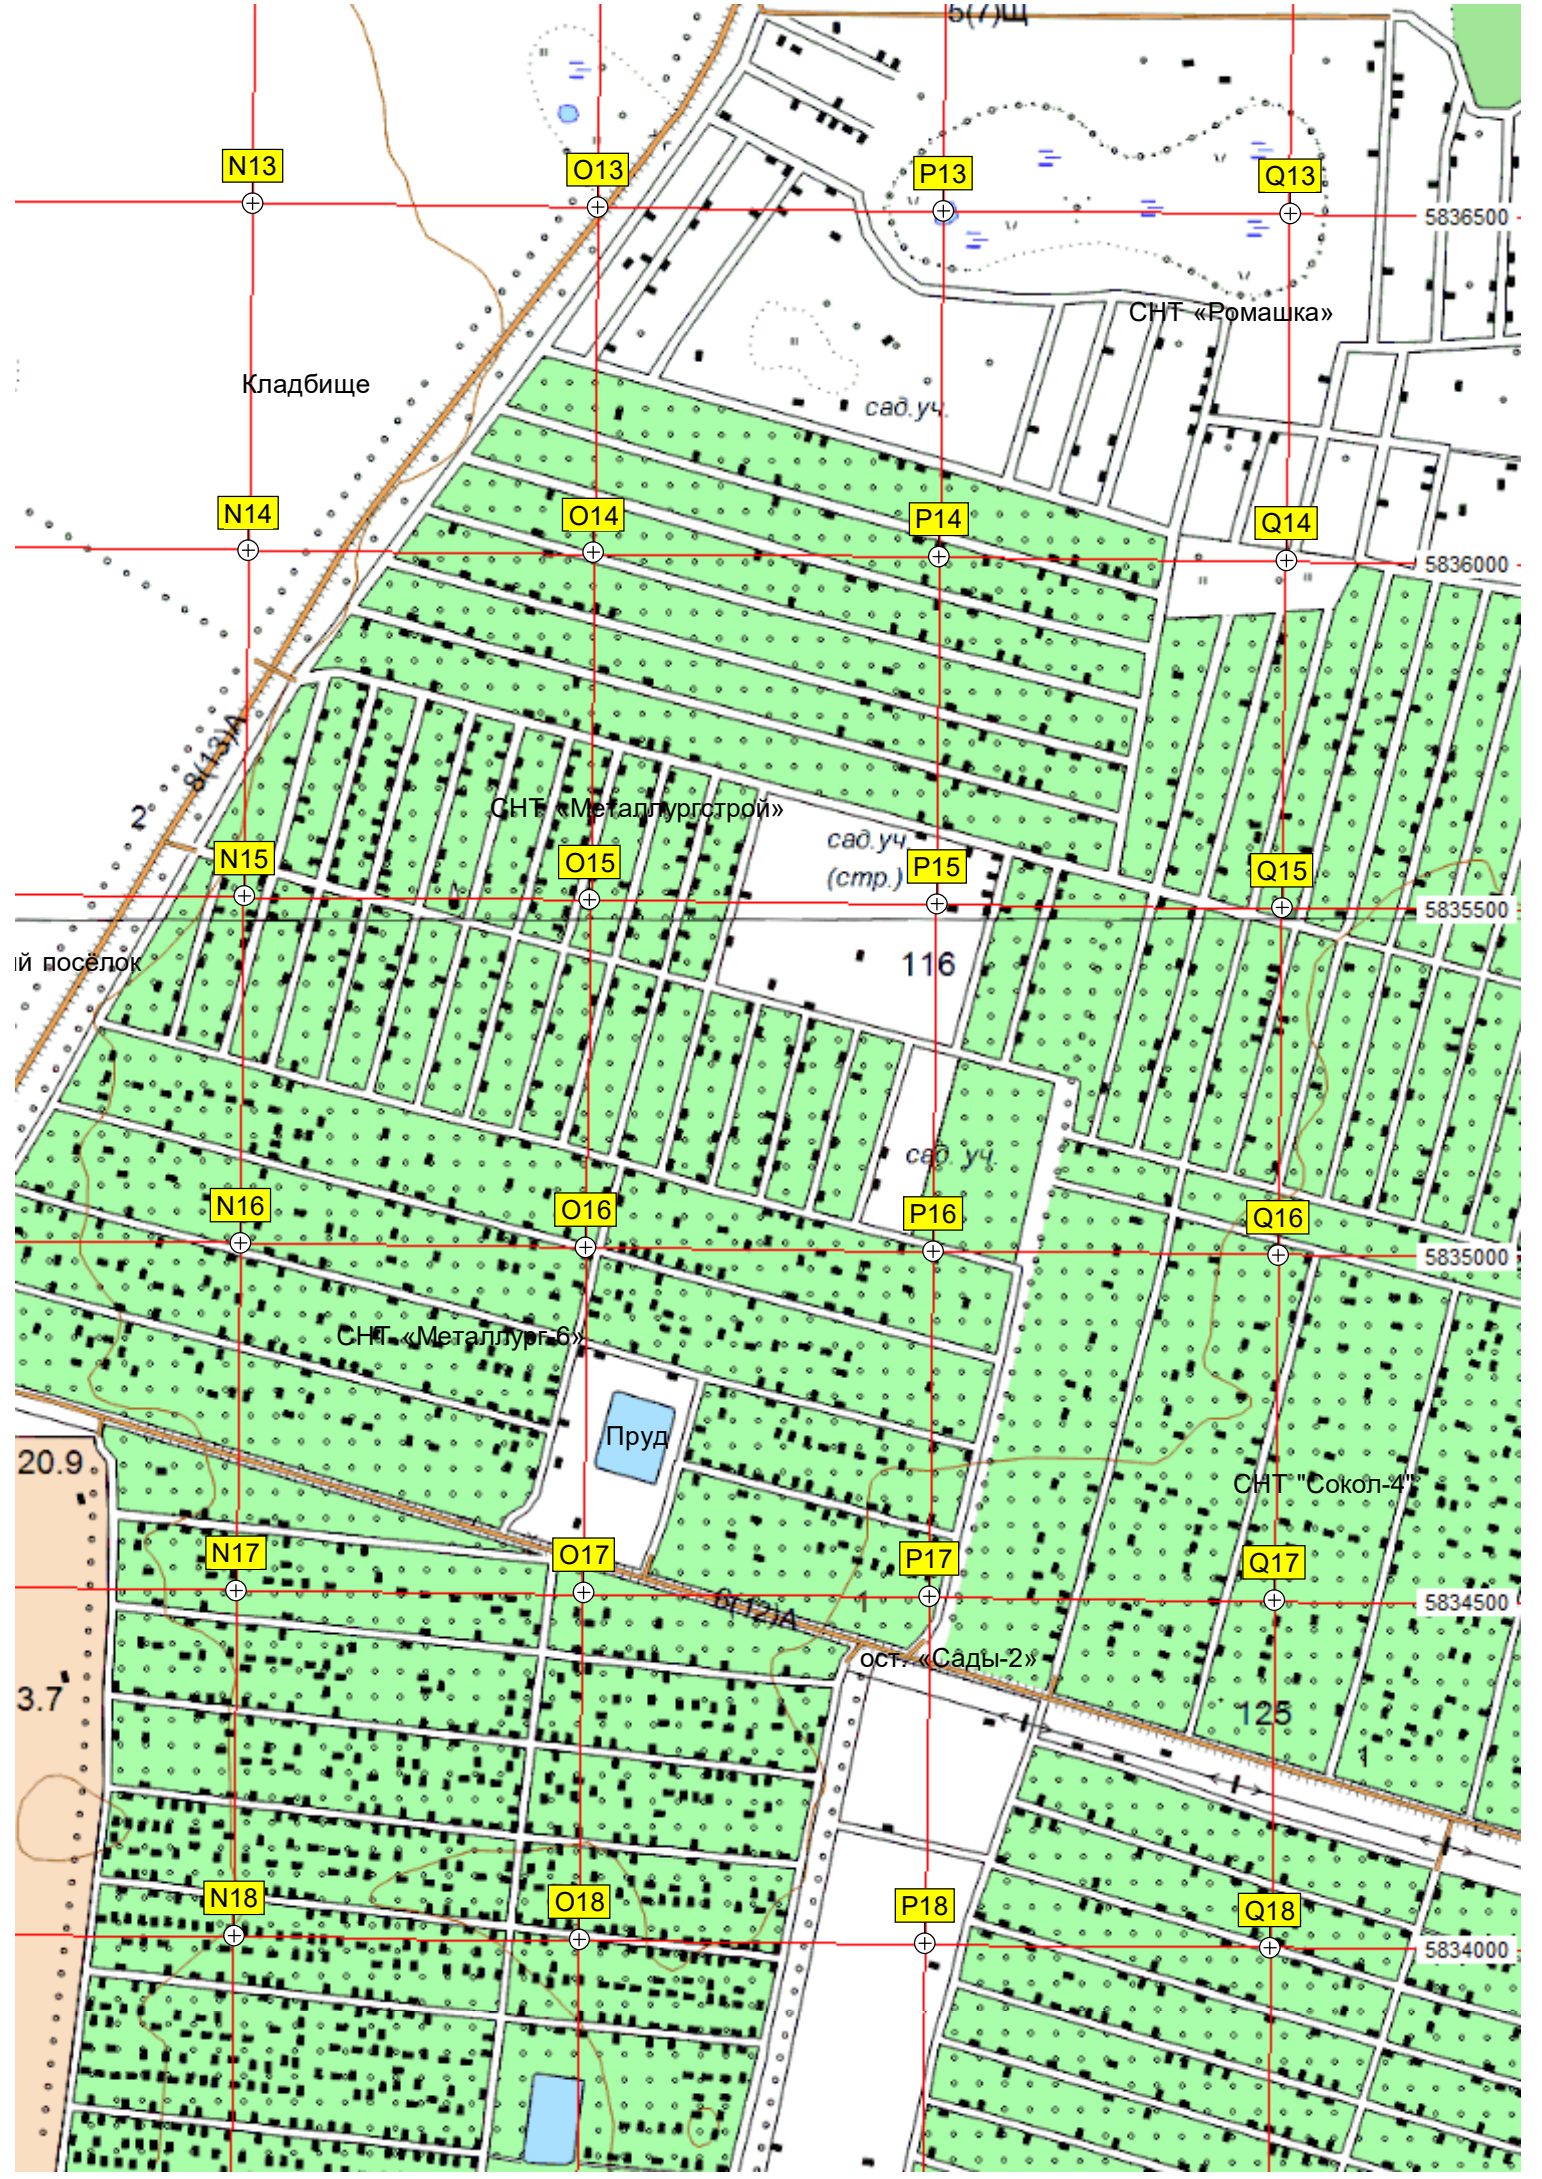 5(7)Щ
N13
O13
P13
Q13
5836500
СНТ «Ромашка»
Кладбище
сад.уч.
N14
O14
P14
Q14
5836000
8(13)А
2
СНТ «Металлургстрой»
сад.уч.
(стр.)
N15
O15
P15
Q15
5835500
ий посёлок
116
сад. уч.
N16
O16
P16
Q16
5835000
СНТ «Металлург-6»
Пруд
20.9
СНТ "Сокол-4"
N17
O17
P17
Q17
5834500
6(12)А
ост. «Сады-2»
3.7
125
N18
O18
P18
Q18
5834000